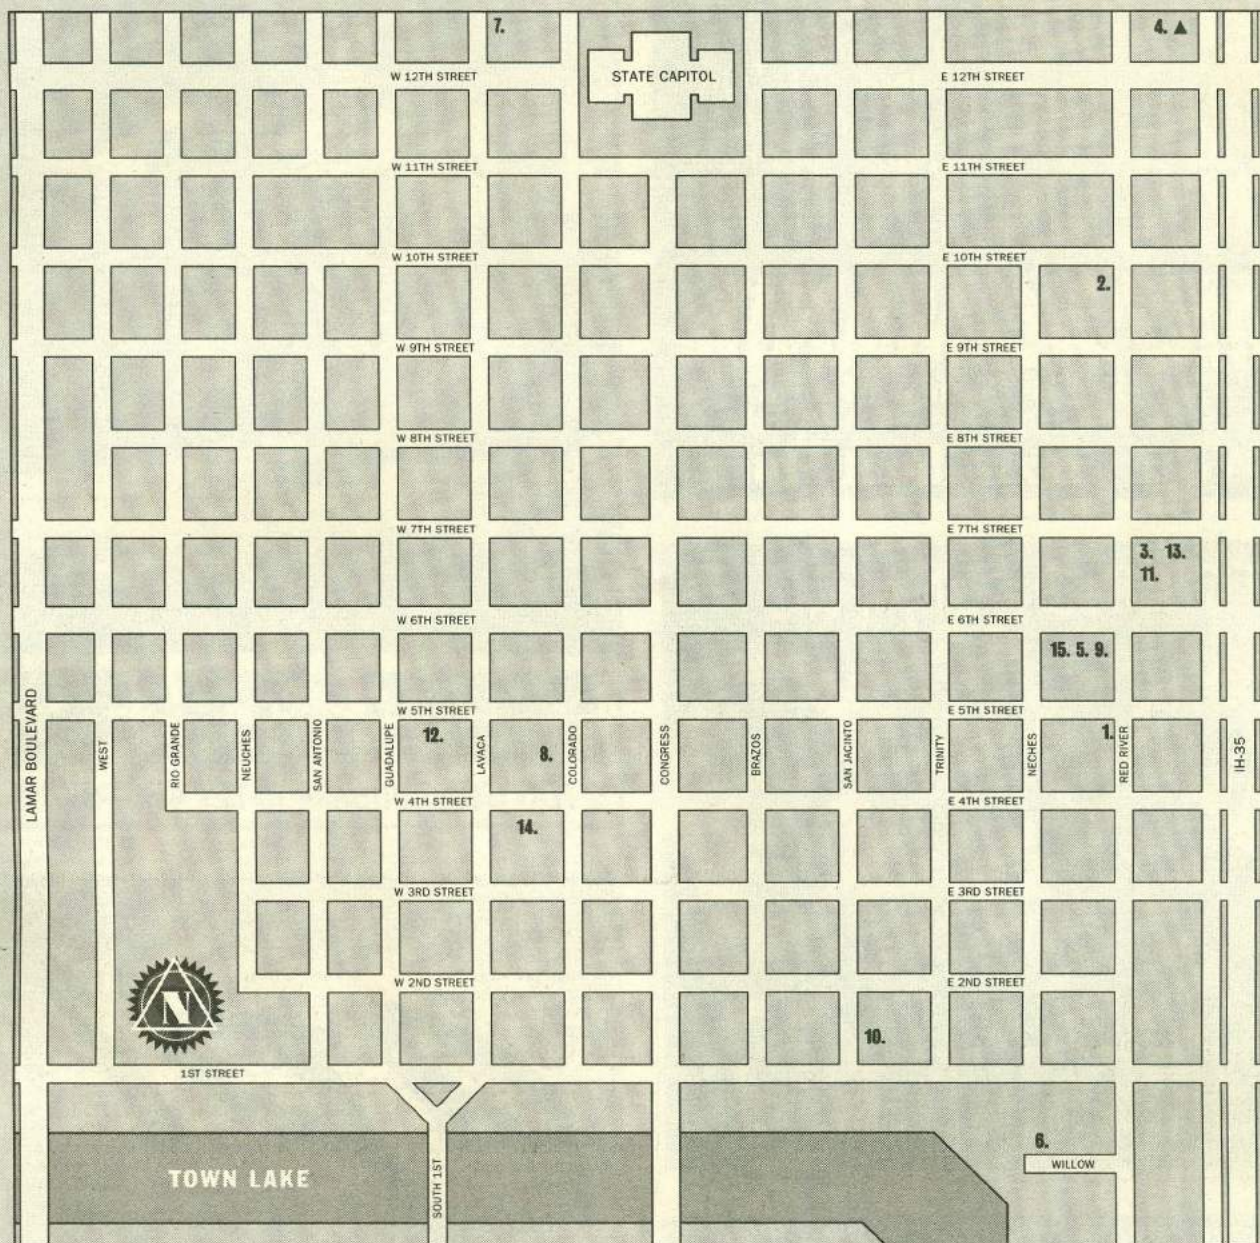 7.
4. ▲
W 12TH STREET
STATE CAPITOL
E 12TH STREET
W 11TH STREET
E 11TH STREET
W 10TH STREET
E 10TH STREET
2.
W 9TH STREET
E 9TH STREET
W 8TH STREET
E 8TH STREET
W 7TH STREET
E 7TH STREET
3. 13.
11.
W 6TH STREET
E 6TH STREET
15. 5. 9.
W 5TH STREET
E 5TH STREET
LAMAR BOULEVARD
WEST
RIO GRANDE
NEUCHES
SAN ANTONIO
GUADALUPE
12.
LAVACA
8.
COLORADO
CONGRESS
BRAZOS
SAN JACINTO
TRINITY
NECHES
1.
RED RIVER
IH-35
W 4TH STREET
E 4TH STREET
14.
W 3RD STREET
E 3RD STREET
W 2ND STREET
E 2ND STREET
N
10.
1ST STREET
6.
WILLOW
TOWN LAKE
SOUTH 1ST